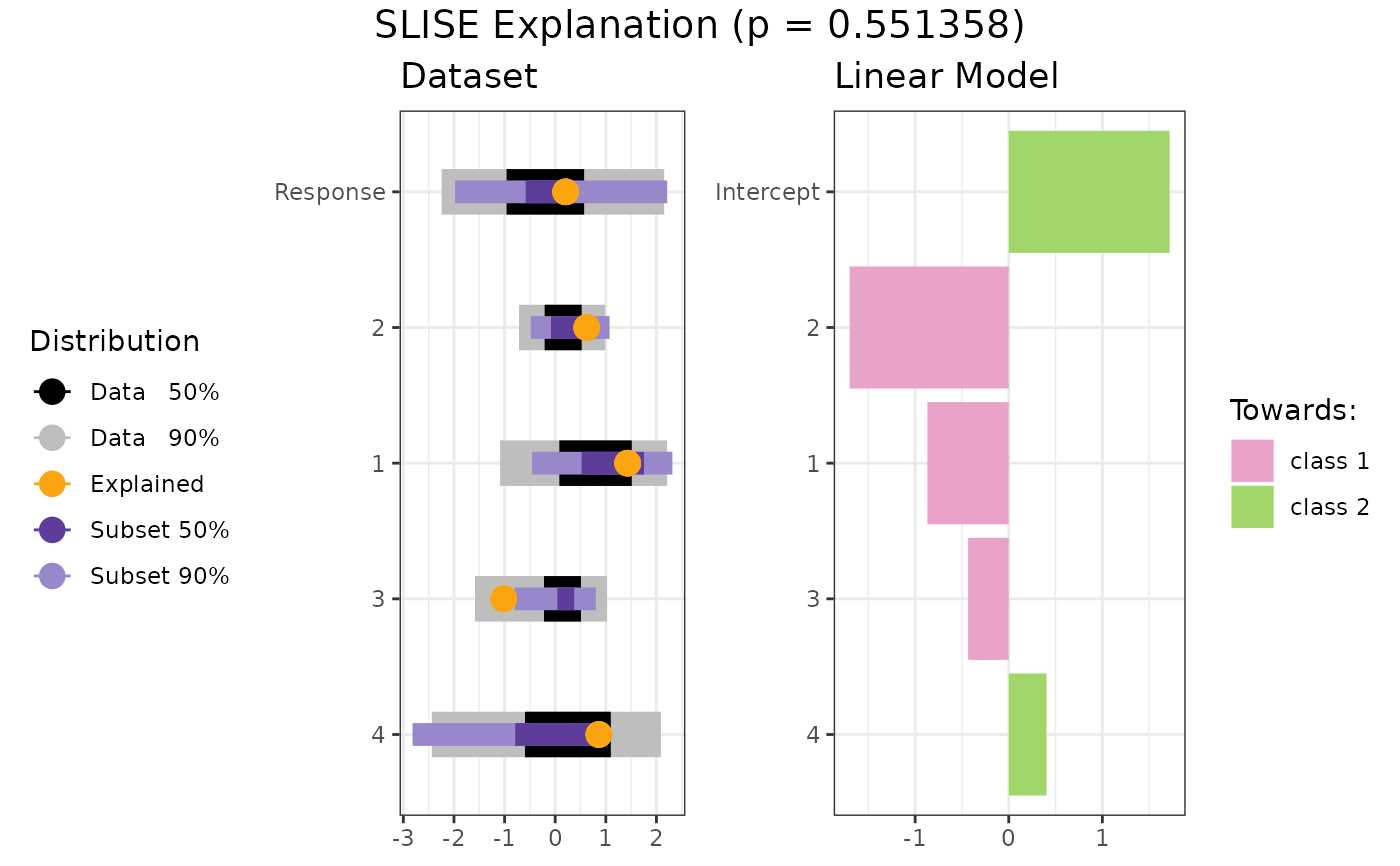 SLISE Explanation (p = 0.551358)
Dataset
Linear Model
Distribution
Data 50%
Data 90%
Explained
Subset 50%
Subset 90%
Response
2
1
3
4
-3 -2 -1 0 1 2
Intercept
2
1
3
4
-1 0 1
Towards:
class 1
class 2